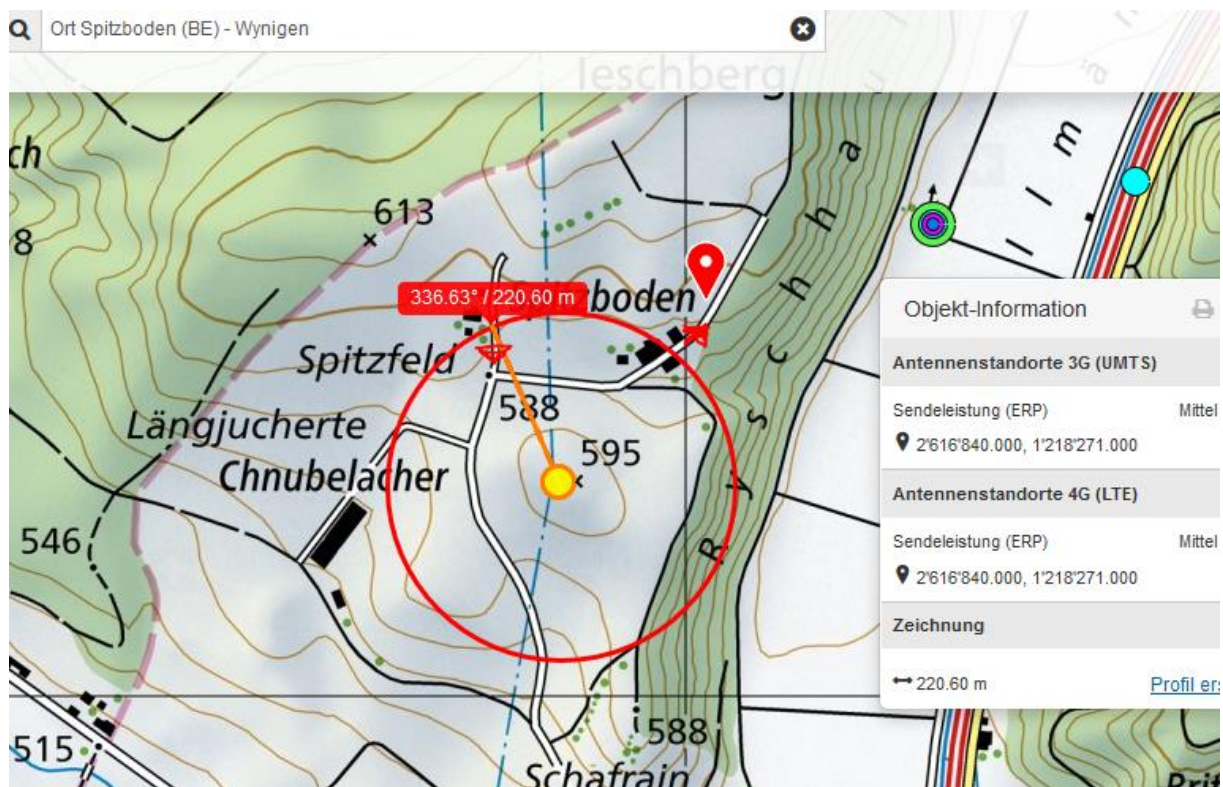 Ort Spitzboden (BE) - Wynigen
ch
613
8
336.63° / 220.60 m
boden
Spitzfeld
588
Längjucherte
595
Chnubelacher
546
Ryschha
515
588
Schafrain
Objekt-Information
Antennenstandorte 3G (UMTS)
Sendeleistung (ERP) Mittel
2'616'840.000, 1'218'271.000
Antennenstandorte 4G (LTE)
Sendeleistung (ERP) Mittel
2'616'840.000, 1'218'271.000
Zeichnung
220.60 m Profil ers